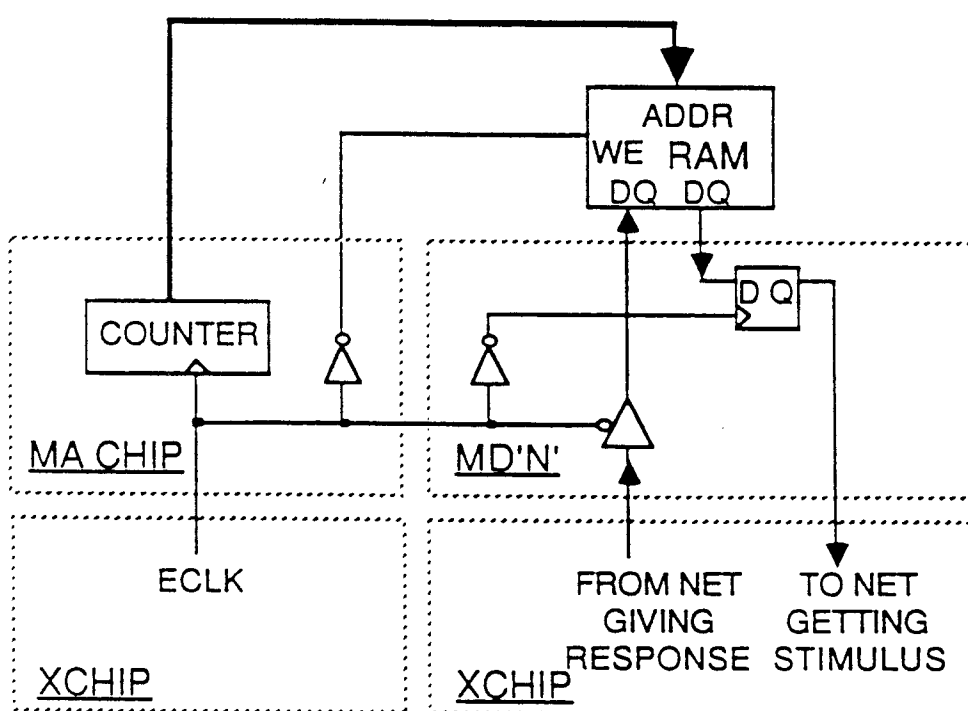 ADDR
WE RAM
DQ DQ
D Q
COUNTER
MA CHIP
MD'N'
ECLK
FROM NET
GIVING
RESPONSE
TO NET
GETTING
STIMULUS
XCHIP
XCHIP